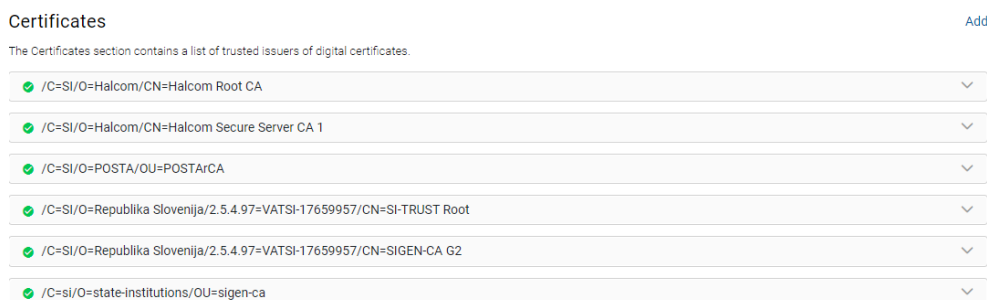 Certificates
Add
The Certificates section contains a list of trusted issuers of digital certificates.
/C=SI/O=Halcom/CN=Halcom Root CA
/C=SI/O=Halcom/CN=Halcom Secure Server CA 1
/C=SI/O=POSTA/OU=POSTArCA
/C=SI/O=Republika Slovenija/2.5.4.97=VATSI-17659957/CN=SI-TRUST Root
/C=SI/O=Republika Slovenija/2.5.4.97=VATSI-17659957/CN=SIGEN-CA G2
/C=si/O=state-institutions/OU=sigen-ca